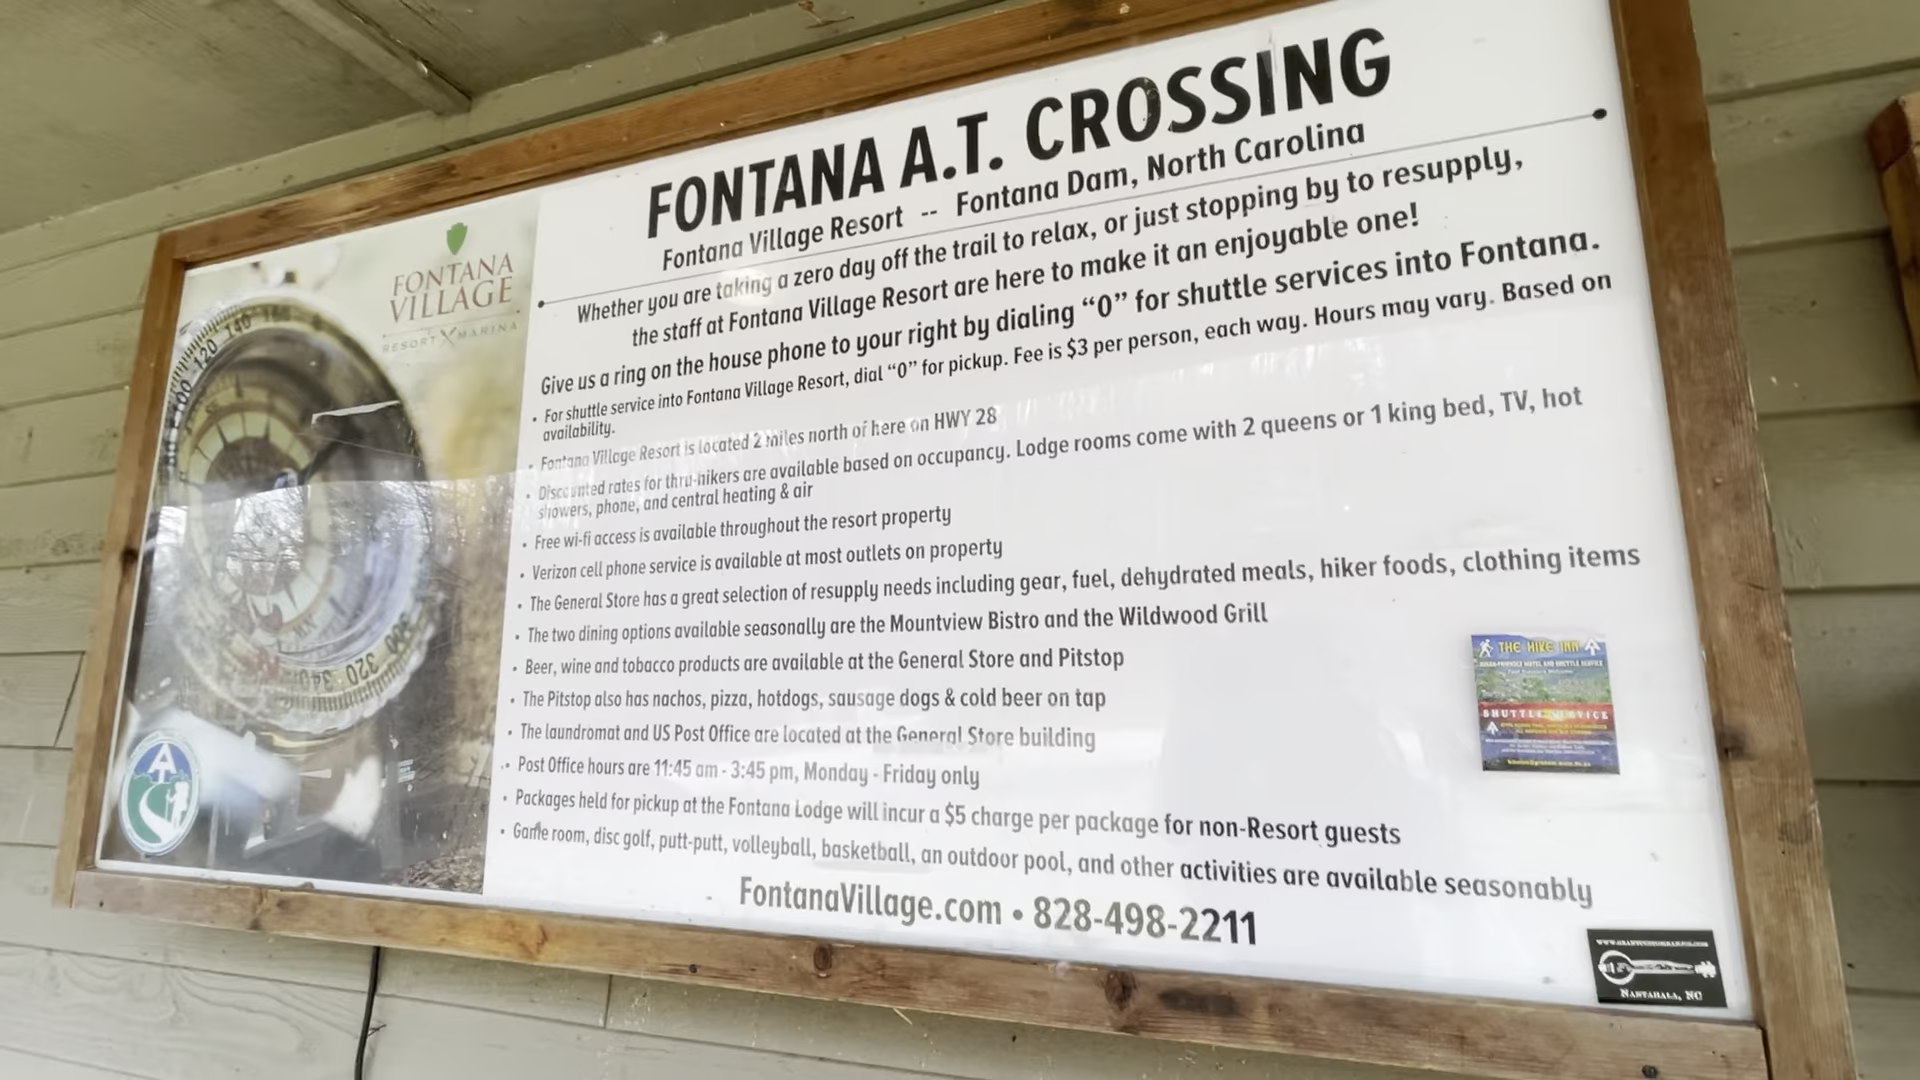 FONTANA A.T. CROSSING
Fontana Village Resort -- Fontana Dam, North Carolina
Whether you are taking a zero day off the trail to relax, or just stopping by to resupply,
the staff at Fontana Village Resort are here to make it an enjoyable one!
Give us a ring on the house phone to your right by dialing “0” for shuttle services into Fontana.
• For shuttle service into Fontana Village Resort, dial “0” for pickup. Fee is $3 per person, each way. Hours may vary. Based on
availability.
• Fontana Village Resort is located 2 miles north of here on HWY 28
• Discounted rates for thru-hikers are available based on occupancy. Lodge rooms come with 2 queens or 1 king bed, TV, hot
showers, phone, and central heating & air
• Free wi-fi access is available throughout the resort property
• Verizon cell phone service is available at most outlets on property
• The General Store has a great selection of resupply needs including gear, fuel, dehydrated meals, hiker foods, clothing items
• The two dining options available seasonally are the Mountview Bistro and the Wildwood Grill
• Beer, wine and tobacco products are available at the General Store and Pitstop
• The Pitstop also has nachos, pizza, hotdogs, sausage dogs & cold beer on tap
• The laundromat and US Post Office are located at the General Store building
• Post Office hours are 11:45 am - 3:45 pm, Monday - Friday only
• Packages held for pickup at the Fontana Lodge will incur a $5 charge per package for non-Resort guests
• Game room, disc golf, putt-putt, volleyball, basketball, an outdoor pool, and other activities are available seasonably
FontanaVillage.com • 828-498-2211
FONTANA
VILLAGE
RESORT MARINA
100 120 140 160
300 320 340
THE HIKE INN
HIKER-FRIENDLY MOTEL AND SHUTTLE SERVICE
SHUTTLE SERVICE
NANTAHALA, NC